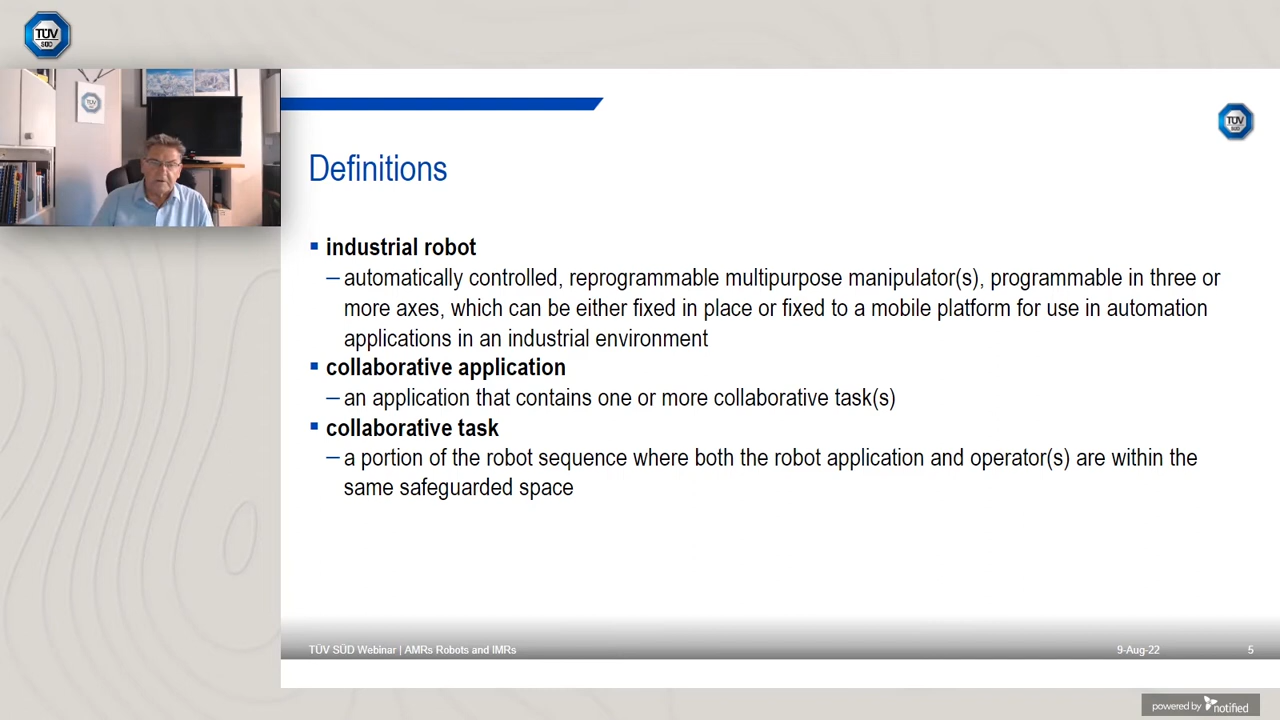 TÜV
SÜD
TÜV
TÜV
Definitions
industrial robot
– automatically controlled, reprogrammable multipurpose manipulator(s), programmable in three or
more axes, which can be either fixed in place or fixed to a mobile platform for use in automation
applications in an industrial environment
collaborative application
– an application that contains one or more collaborative task(s)
collaborative task
– a portion of the robot sequence where both the robot application and operator(s) are within the
same safeguarded space
TÜV SÜD Webinar | AMRs Robots and IMRs
9-Aug-22
5
powered by notified